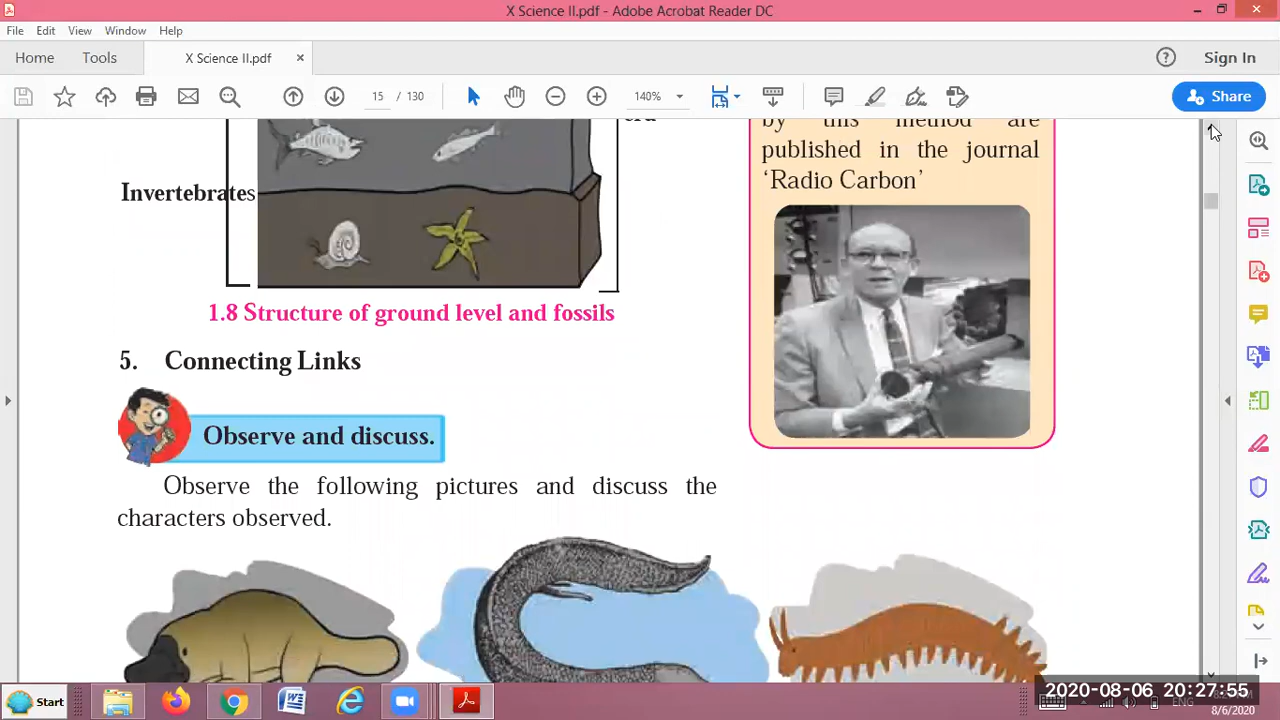 X Science II.pdf - Adobe Acrobat Reader DC
File Edit View Window Help
Home Tools X Science II.pdf × ? Sign In
15 / 130 140% Share
by this method are
published in the journal
‘Radio Carbon’
Invertebrates
1.8 Structure of ground level and fossils
5. Connecting Links
Observe and discuss.
Observe the following pictures and discuss the
characters observed.
Start
2020-08-06 20:27:55
ENG
8/6/2020